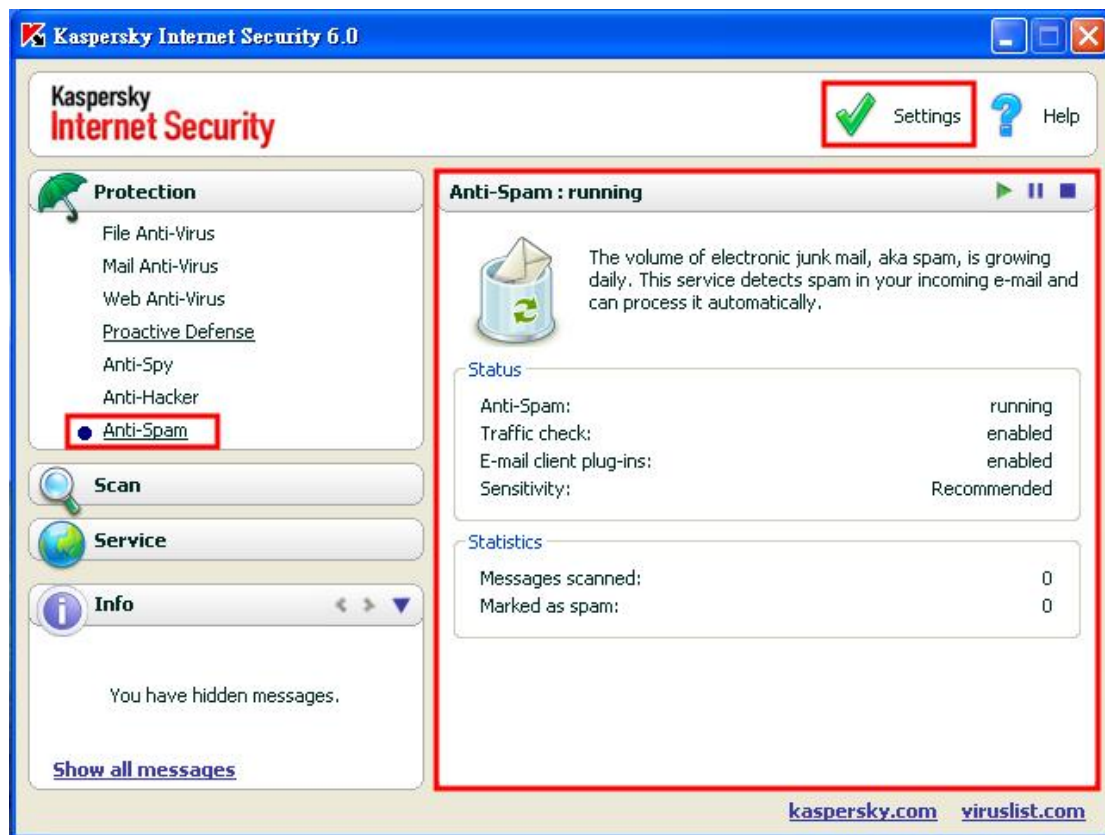 Kaspersky Internet Security 6.0
Kaspersky
Internet Security
Settings
Help
Protection
File Anti-Virus
Mail Anti-Virus
Web Anti-Virus
Proactive Defense
Anti-Spy
Anti-Hacker
Anti-Spam
Scan
Service
Info
You have hidden messages.
Show all messages
Anti-Spam : running
The volume of electronic junk mail, aka spam, is growing
daily. This service detects spam in your incoming e-mail and
can process it automatically.
Status
Anti-Spam: running
Traffic check: enabled
E-mail client plug-ins: enabled
Sensitivity: Recommended
Statistics
Messages scanned: 0
Marked as spam: 0
kaspersky.com viruslist.com